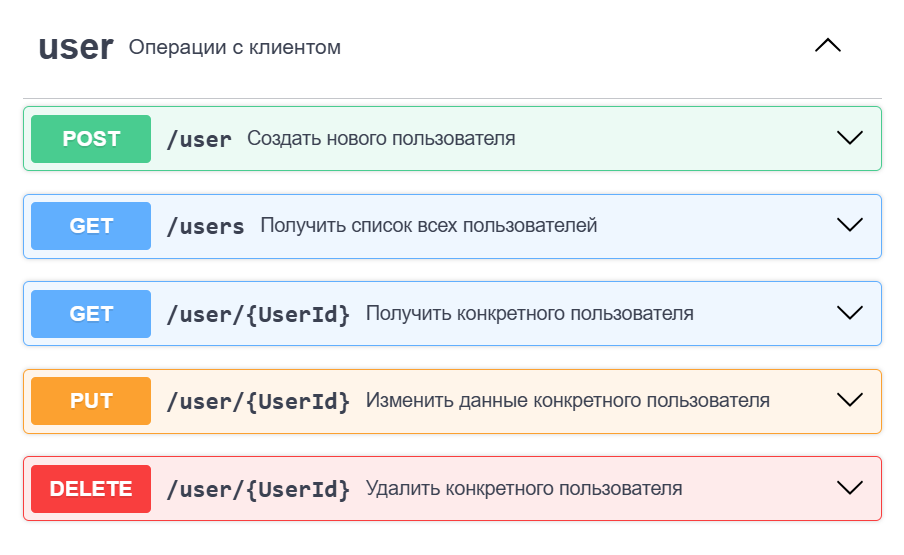 user Операции с клиентом
POST /user Создать нового пользователя
GET /users Получить список всех пользователей
GET /user/{UserId} Получить конкретного пользователя
PUT /user/{UserId} Изменить данные конкретного пользователя
DELETE /user/{UserId} Удалить конкретного пользователя